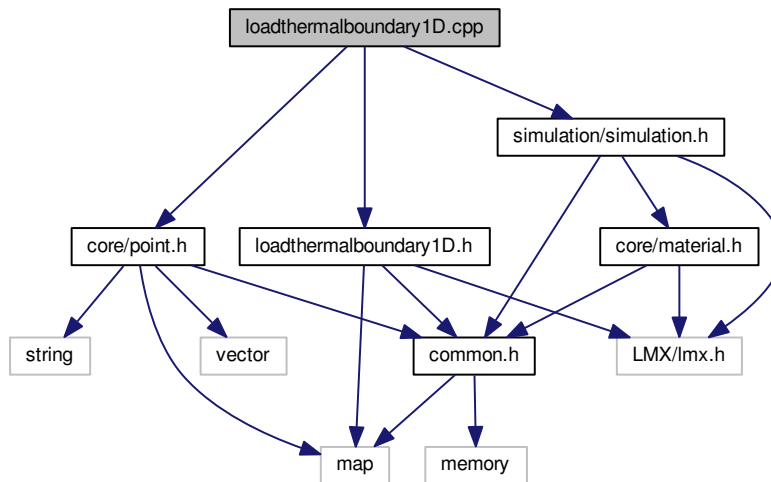 loadthermalboundary1D.cpp
simulation/simulation.h
core/point.h
loadthermalboundary1D.h
core/material.h
string
vector
common.h
LMX/lmx.h
map
memory